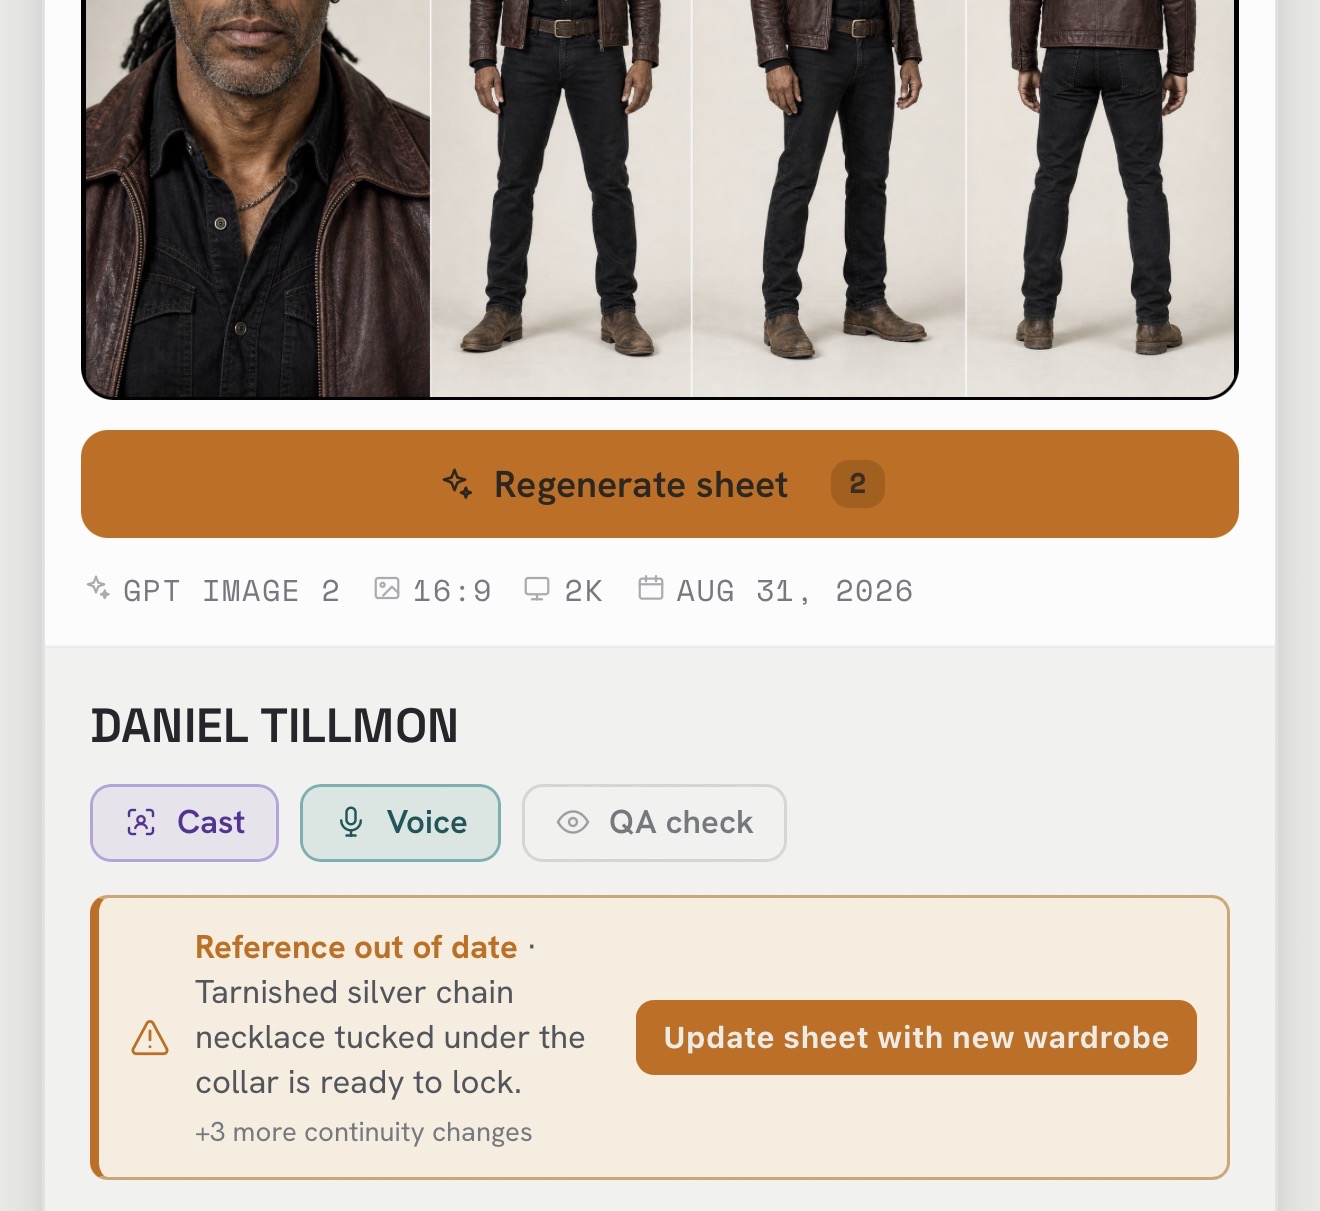 Regenerate sheet 2
GPT IMAGE 2 16:9 2K AUG 31, 2026
DANIEL TILLMON
Cast Voice QA check
Reference out of date ·
Tarnished silver chain
necklace tucked under the
collar is ready to lock.
+3 more continuity changes
Update sheet with new wardrobe